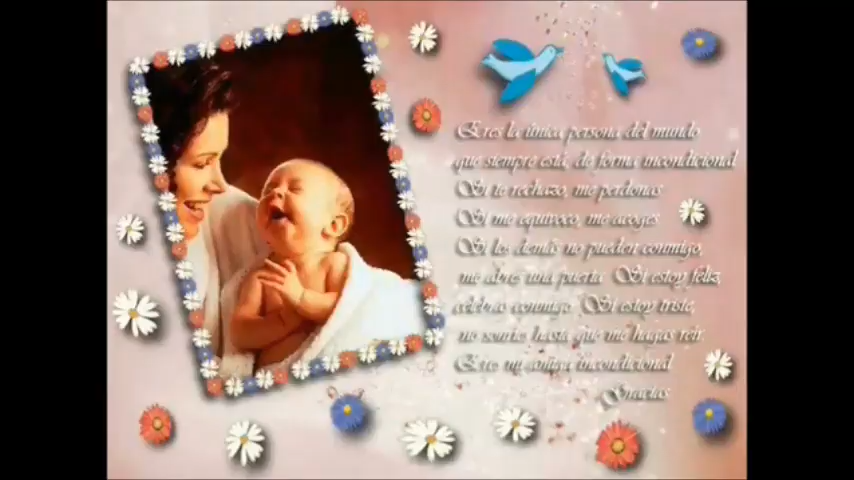 Eres la única persona del mundo
que siempre está, de forma incondicional
Si te rechazo, me perdonas
Si me equivoco, me acoges
Si los demás no pueden conmigo,
me abres una puerta Si estoy feliz,
celebras conmigo Si estoy triste,
no sonríes hasta que me hagas reír
Eres mi amiga incondicional
Gracias